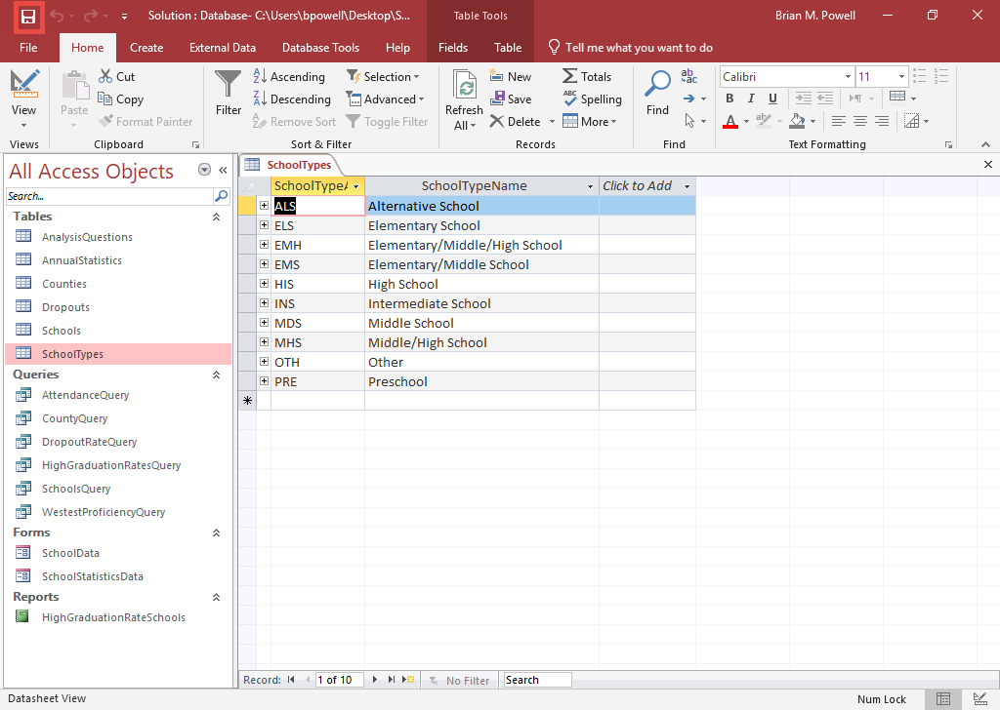 Solution : Database- C:\Users\bpowell\Desktop\S... Table Tools Brian M. Powell
File Home Create External Data Database Tools Help Fields Table Tell me what you want to do
View Paste Cut Copy Format Painter
Filter Ascending Descending Remove Sort Selection Advanced Toggle Filter
Refresh All New Save Delete Totals Spelling More
Find Calibri 11
B I U
Views Clipboard Sort & Filter Records Find Text Formatting
All Access Objects
Search...
Tables
AnalysisQuestions
AnnualStatistics
Counties
Dropouts
Schools
SchoolTypes
Queries
AttendanceQuery
CountyQuery
DropoutRateQuery
HighGraduationRatesQuery
SchoolsQuery
WestestProficiencyQuery
Forms
SchoolData
SchoolStatisticsData
Reports
HighGraduationRateSchools
SchoolTypes
SchoolTypeA SchoolTypeName Click to Add
ALS Alternative School
ELS Elementary School
EMH Elementary/Middle/High School
EMS Elementary/Middle School
HIS High School
INS Intermediate School
MDS Middle School
MHS Middle/High School
OTH Other
PRE Preschool
Record: 1 of 10 No Filter Search
Datasheet View Num Lock